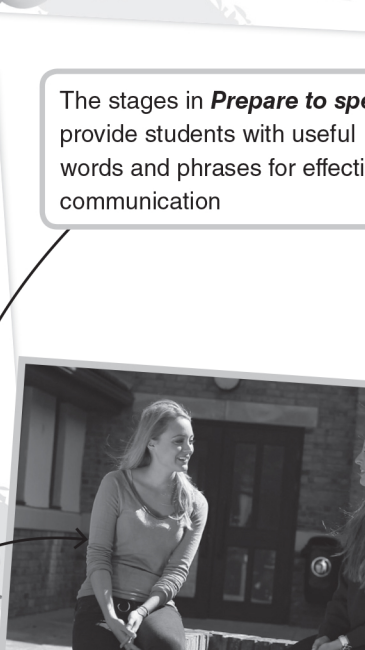 The stages in Prepare to spe
provide students with useful
words and phrases for effecti
communication